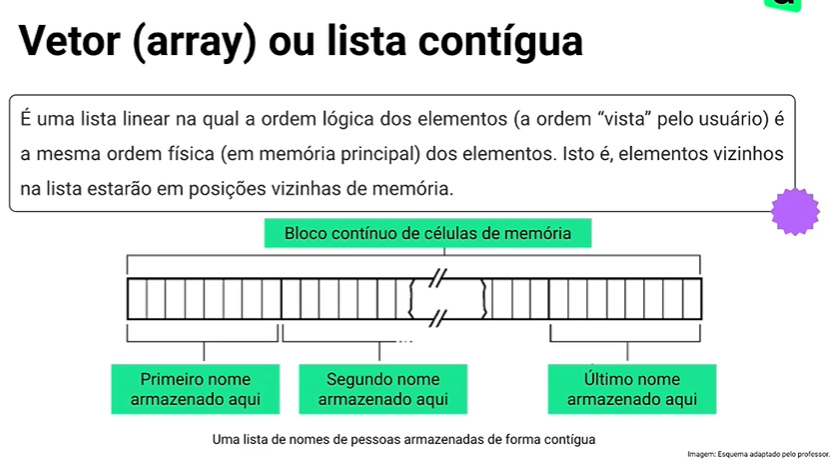 Vetor (array) ou lista contígua
É uma lista linear na qual a ordem lógica dos elementos (a ordem “vista” pelo usuário) é
a mesma ordem física (em memória principal) dos elementos. Isto é, elementos vizinhos
na lista estarão em posições vizinhas de memória.
Bloco contínuo de células de memória
Primeiro nome
armazenado aqui
Segundo nome
armazenado aqui
Último nome
armazenado aqui
Uma lista de nomes de pessoas armazenadas de forma contígua
Imagem: Esquema adaptado pelo professor.